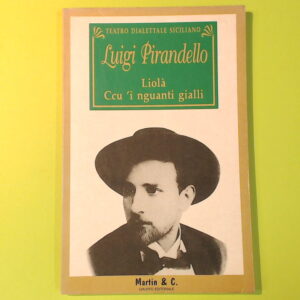 TEATRO DIALETTALE SICILIANO
Luigi Pirandello
Liolà
Ccu 'i nguanti gialli
Martin & C.